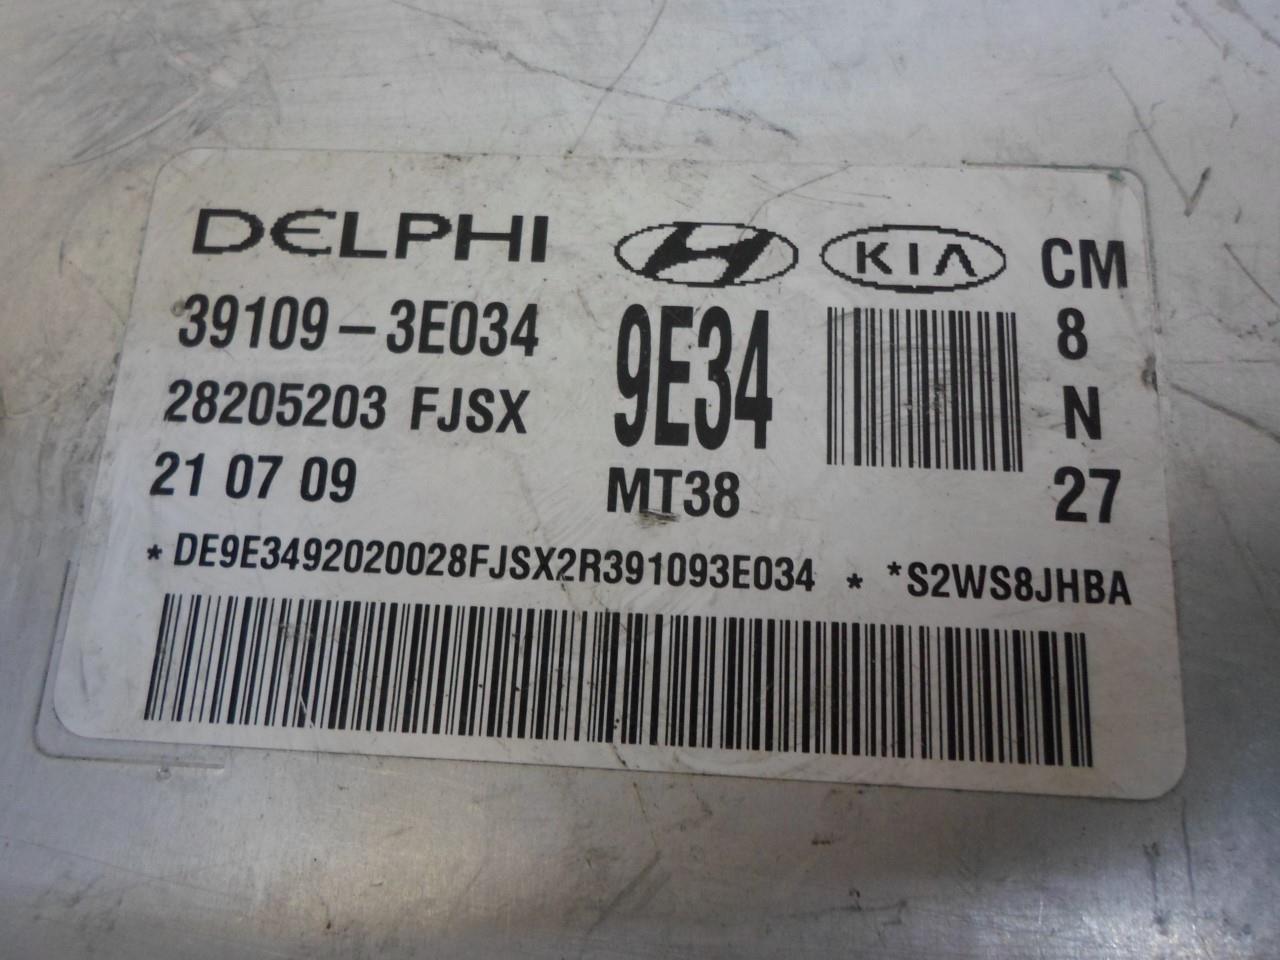 DELPHI H KIA CM
39109-3E034 9E34 8
28205203 FJSX N
21 07 09 MT38 27
* DE9E3492020028FJSX2R391093E034 * *S2WS8JHBA